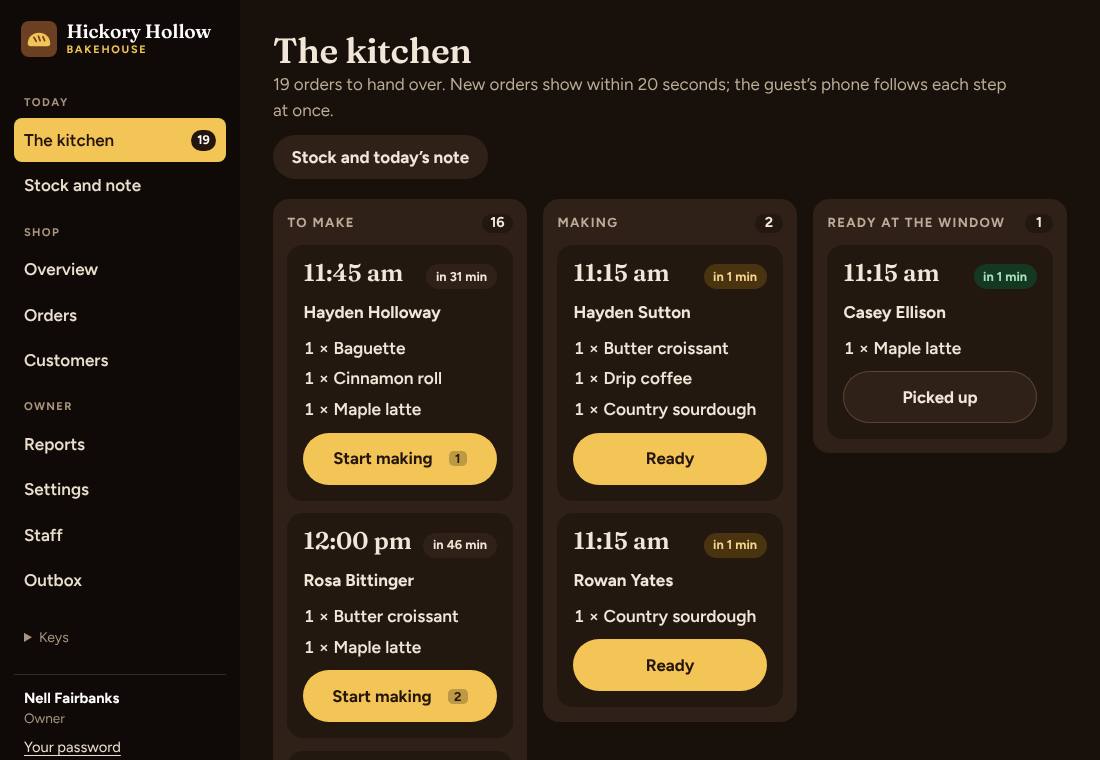 Hickory Hollow
BAKEHOUSE
TODAY
The kitchen 19
Stock and note
SHOP
Overview
Orders
Customers
OWNER
Reports
Settings
Staff
Outbox
Keys
Nell Fairbanks
Owner
Your password
The kitchen
19 orders to hand over. New orders show within 20 seconds; the guest’s phone follows each step
at once.
Stock and today’s note
TO MAKE 16
11:45 am in 31 min
Hayden Holloway
1 × Baguette
1 × Cinnamon roll
1 × Maple latte
Start making 1
12:00 pm in 46 min
Rosa Bittinger
1 × Butter croissant
1 × Maple latte
Start making 2
MAKING 2
11:15 am in 1 min
Hayden Sutton
1 × Butter croissant
1 × Drip coffee
1 × Country sourdough
Ready
11:15 am in 1 min
Rowan Yates
1 × Country sourdough
Ready
READY AT THE WINDOW 1
11:15 am in 1 min
Casey Ellison
1 × Maple latte
Picked up